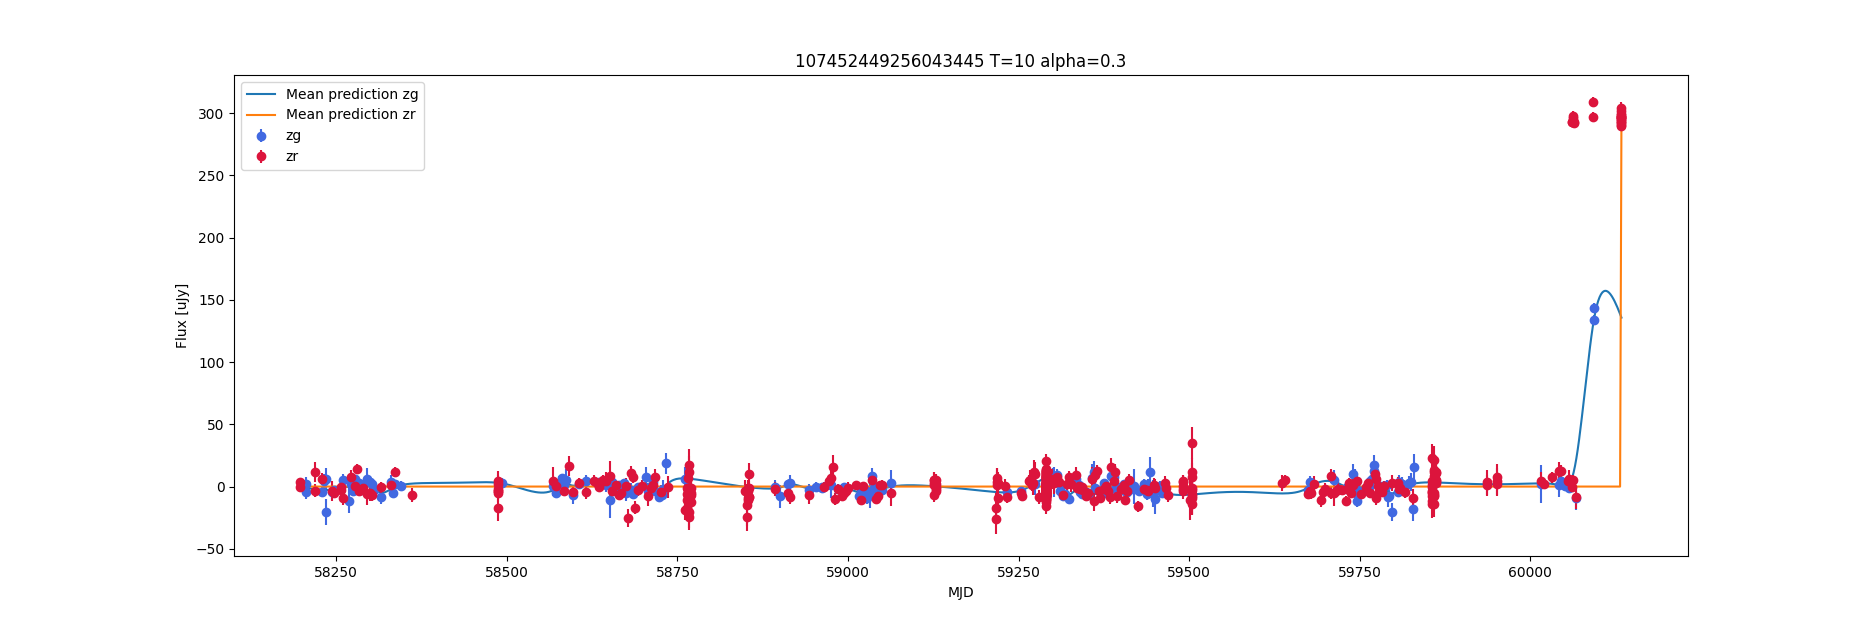 107452449256043445 T=10 alpha=0.3
Mean prediction zg
Mean prediction zr
zg
zr
Flux [uJy]
300
250
200
150
100
50
0
−50
58250
58500
58750
59000
59250
59500
59750
60000
MJD